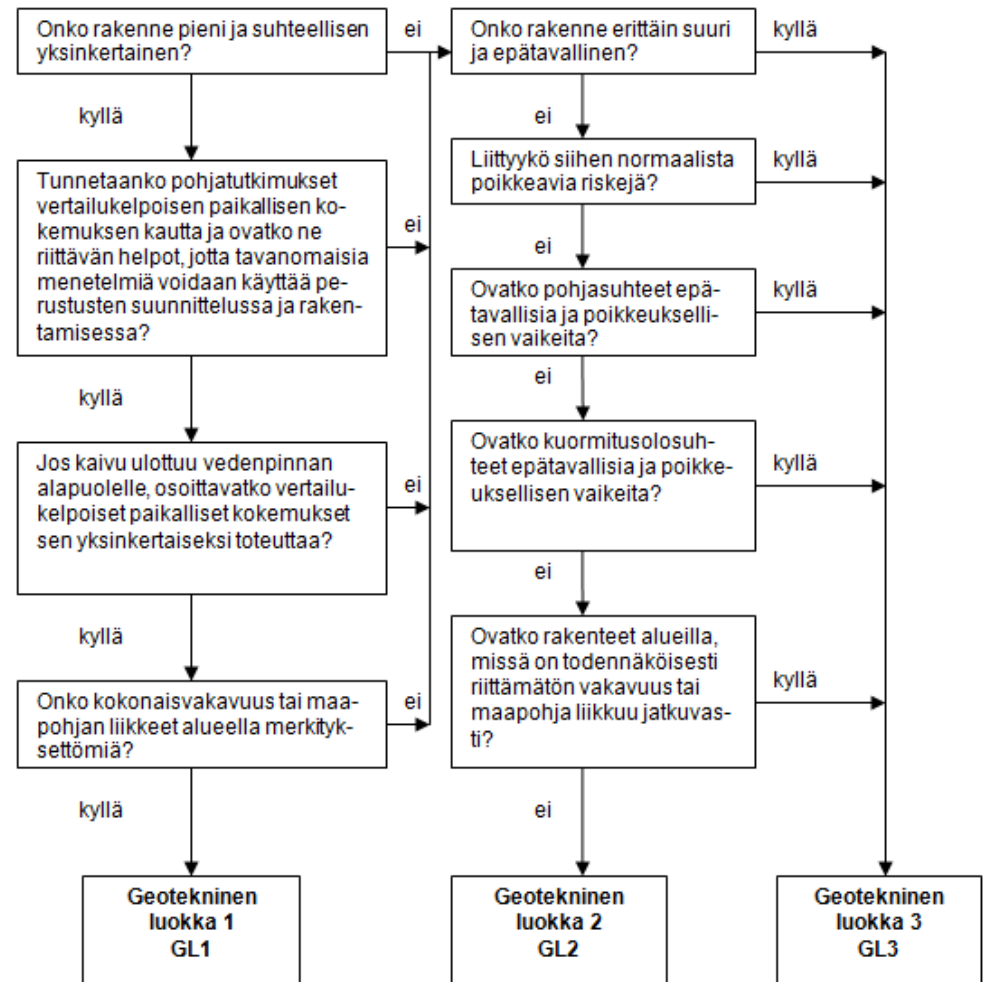 Onko rakenne pieni ja suhteellisen
yksinkertainen?
ei
kyllä
Tunnetaanko pohjatutkimukset
vertailukelpoisen paikallisen ko-
kemuksen kautta ja ovatko ne
riittävän helpot, jotta tavanomaisia
menetelmiä voidaan käyttää pe-
rustusten suunnittelussa ja raken-
tamisessa?
ei
kyllä
Jos kaivu ulottuu vedenpinnan
alapuolelle, osoittavatko vertailu-
kelpoiset paikalliset kokemukset
sen yksinkertaiseksi toteuttaa?
ei
kyllä
Onko kokonaisvakavuus tai maa-
pohjan liikkeet alueella merkityk-
settömiä?
ei
kyllä
Geotekninen
luokka 1
GL1
Onko rakenne erittäin suuri
ja epätavallinen?
kyllä
ei
Liittyykö siihen normaalista
poikkeavia riskejä?
kyllä
ei
Ovatko pohjasuhteet epä-
tavallisia ja poikkeukselli-
sen vaikeita?
kyllä
ei
Ovatko kuormitusolosuh-
teet epätavallisia ja poikke-
uksellisen vaikeita?
kyllä
ei
Ovatko rakenteet alueilla,
missä on todennäköisesti
riittämätön vakavuus tai
maapohja liikkuu jatkuvas-
ti?
kyllä
ei
Geotekninen
luokka 2
GL2
Geotekninen
luokka 3
GL3